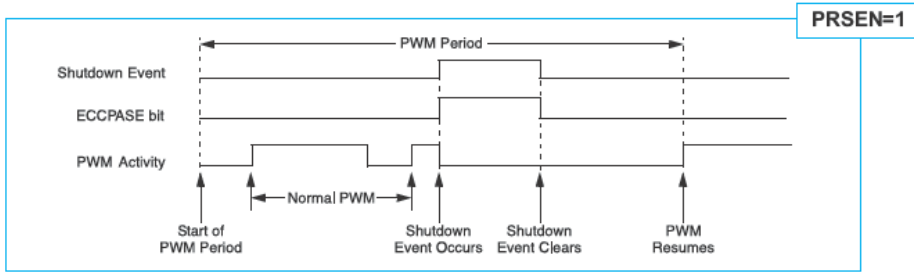 PRSEN=1
PWM Period
Shutdown Event
ECCPASE bit
PWM Activity
Normal PWM
Start of
PWM Period
Shutdown
Event Occurs
Shutdown
Event Clears
PWM
Resumes